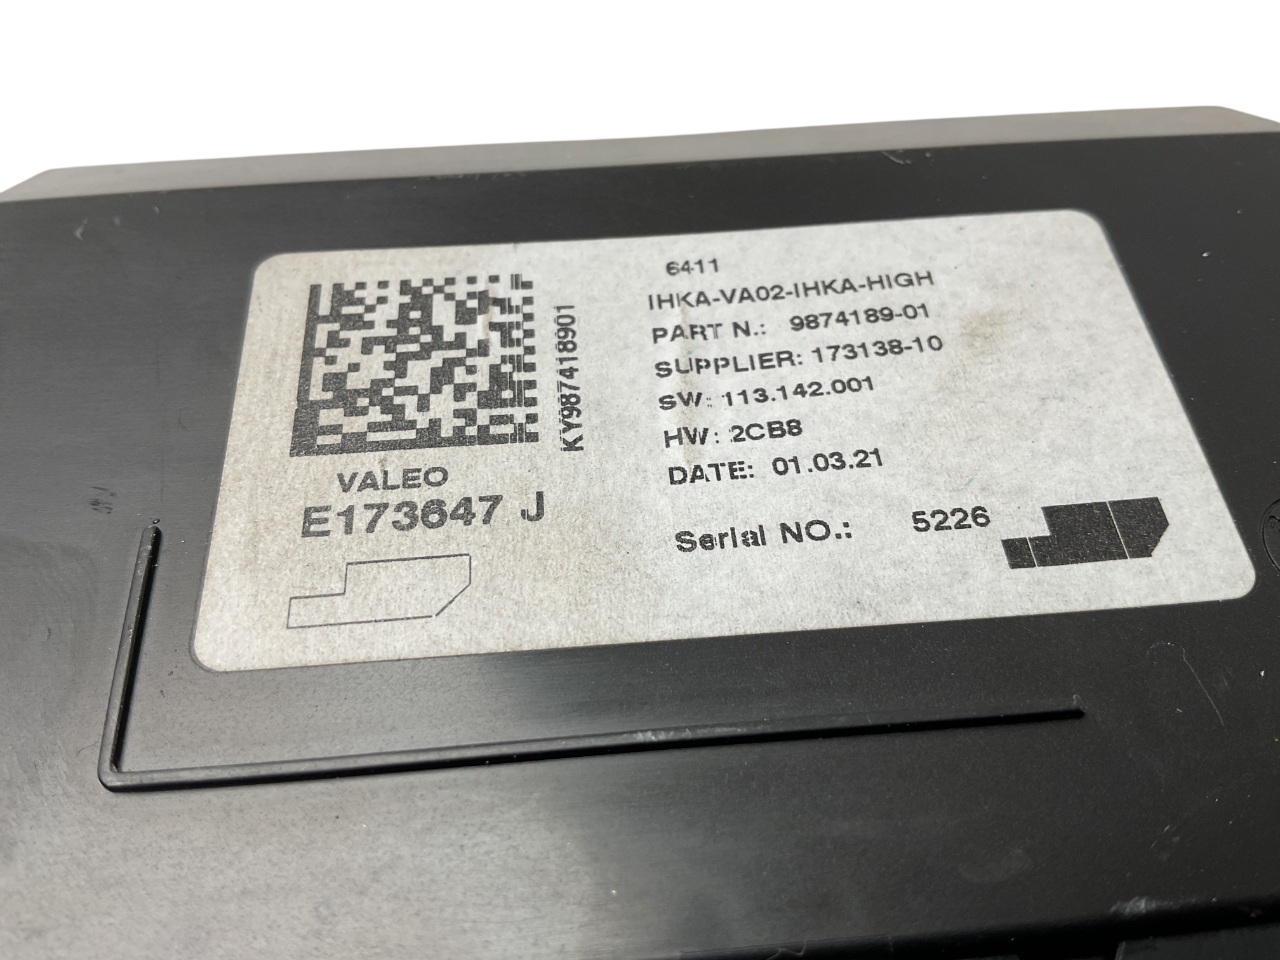 6411
IHKA-VA02-IHKA-HIGH
PART N.: 9874189-01
SUPPLIER: 173138-10
SW: 113.142.001
HW: 2CB8
DATE: 01.03.21
Serial NO.: 5226
KY987418901
VALEO
E173647 J